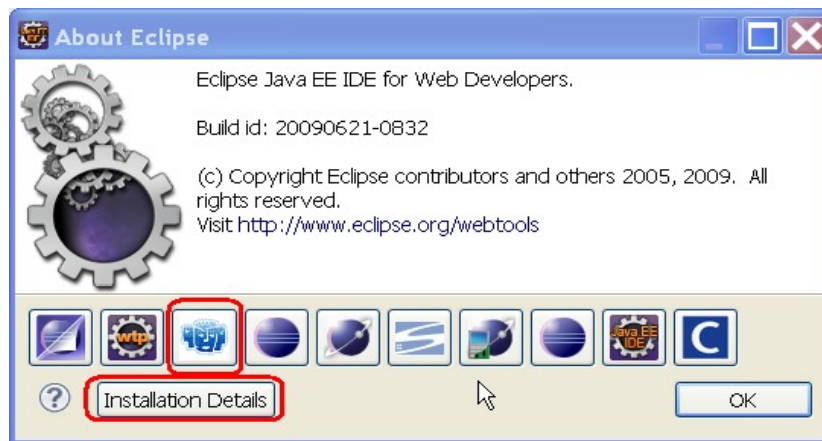 About Eclipse
Eclipse Java EE IDE for Web Developers.
Build id: 20090621-0832
(c) Copyright Eclipse contributors and others 2005, 2009.  All
rights reserved.
Visit http://www.eclipse.org/webtools
wtp
Java EE
IDE
C
?
Installation Details
OK